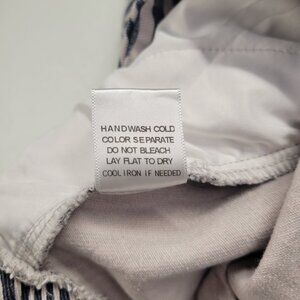 HANDWASH COLD
COLOR SEPARATE
DO NOT BLEACH
LAY FLAT TO DRY
COOL IRON IF NEEDED